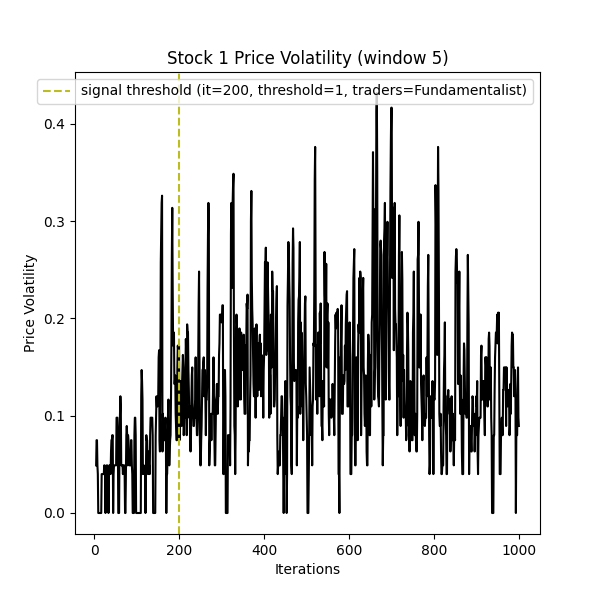 Stock 1 Price Volatility (window 5)
signal threshold (it=200, threshold=1, traders=Fundamentalist)
0.4
0.3
0.2
0.1
0.0
Price Volatility
0 200 400 600 800 1000
Iterations